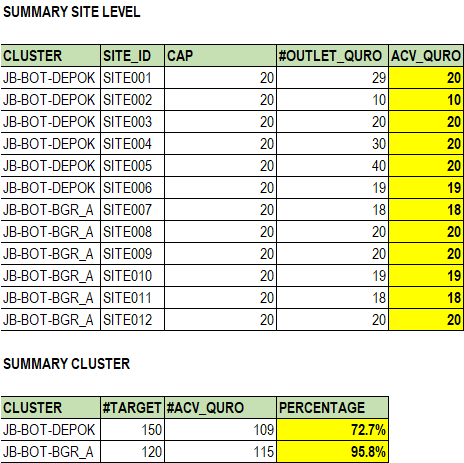 SUMMARY SITE LEVEL
CLUSTER SITE_ID CAP #OUTLET_QURO ACV_QURO
JB-BOT-DEPOK SITE001 20 29 20
JB-BOT-DEPOK SITE002 20 10 10
JB-BOT-DEPOK SITE003 20 20 20
JB-BOT-DEPOK SITE004 20 30 20
JB-BOT-DEPOK SITE005 20 40 20
JB-BOT-DEPOK SITE006 20 19 19
JB-BOT-BGR_A SITE007 20 18 18
JB-BOT-BGR_A SITE008 20 20 20
JB-BOT-BGR_A SITE009 20 20 20
JB-BOT-BGR_A SITE010 20 19 19
JB-BOT-BGR_A SITE011 20 18 18
JB-BOT-BGR_A SITE012 20 20 20
SUMMARY CLUSTER
CLUSTER #TARGET #ACV_QURO PERCENTAGE
JB-BOT-DEPOK 150 109 72.7%
JB-BOT-BGR_A 120 115 95.8%